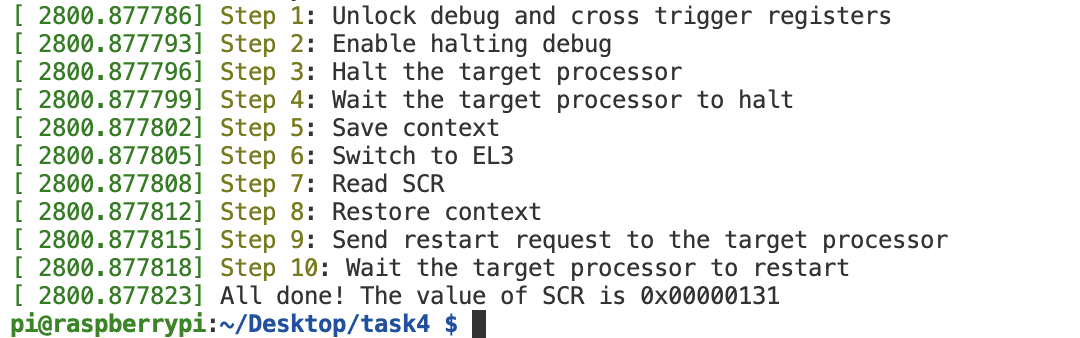 [ 2800.877786] Step 1: Unlock debug and cross trigger registers
[ 2800.877793] Step 2: Enable halting debug
[ 2800.877796] Step 3: Halt the target processor
[ 2800.877799] Step 4: Wait the target processor to halt
[ 2800.877802] Step 5: Save context
[ 2800.877805] Step 6: Switch to EL3
[ 2800.877808] Step 7: Read SCR
[ 2800.877812] Step 8: Restore context
[ 2800.877815] Step 9: Send restart request to the target processor
[ 2800.877818] Step 10: Wait the target processor to restart
[ 2800.877823] All done! The value of SCR is 0x00000131
pi@raspberrypi:~/Desktop/task4 $